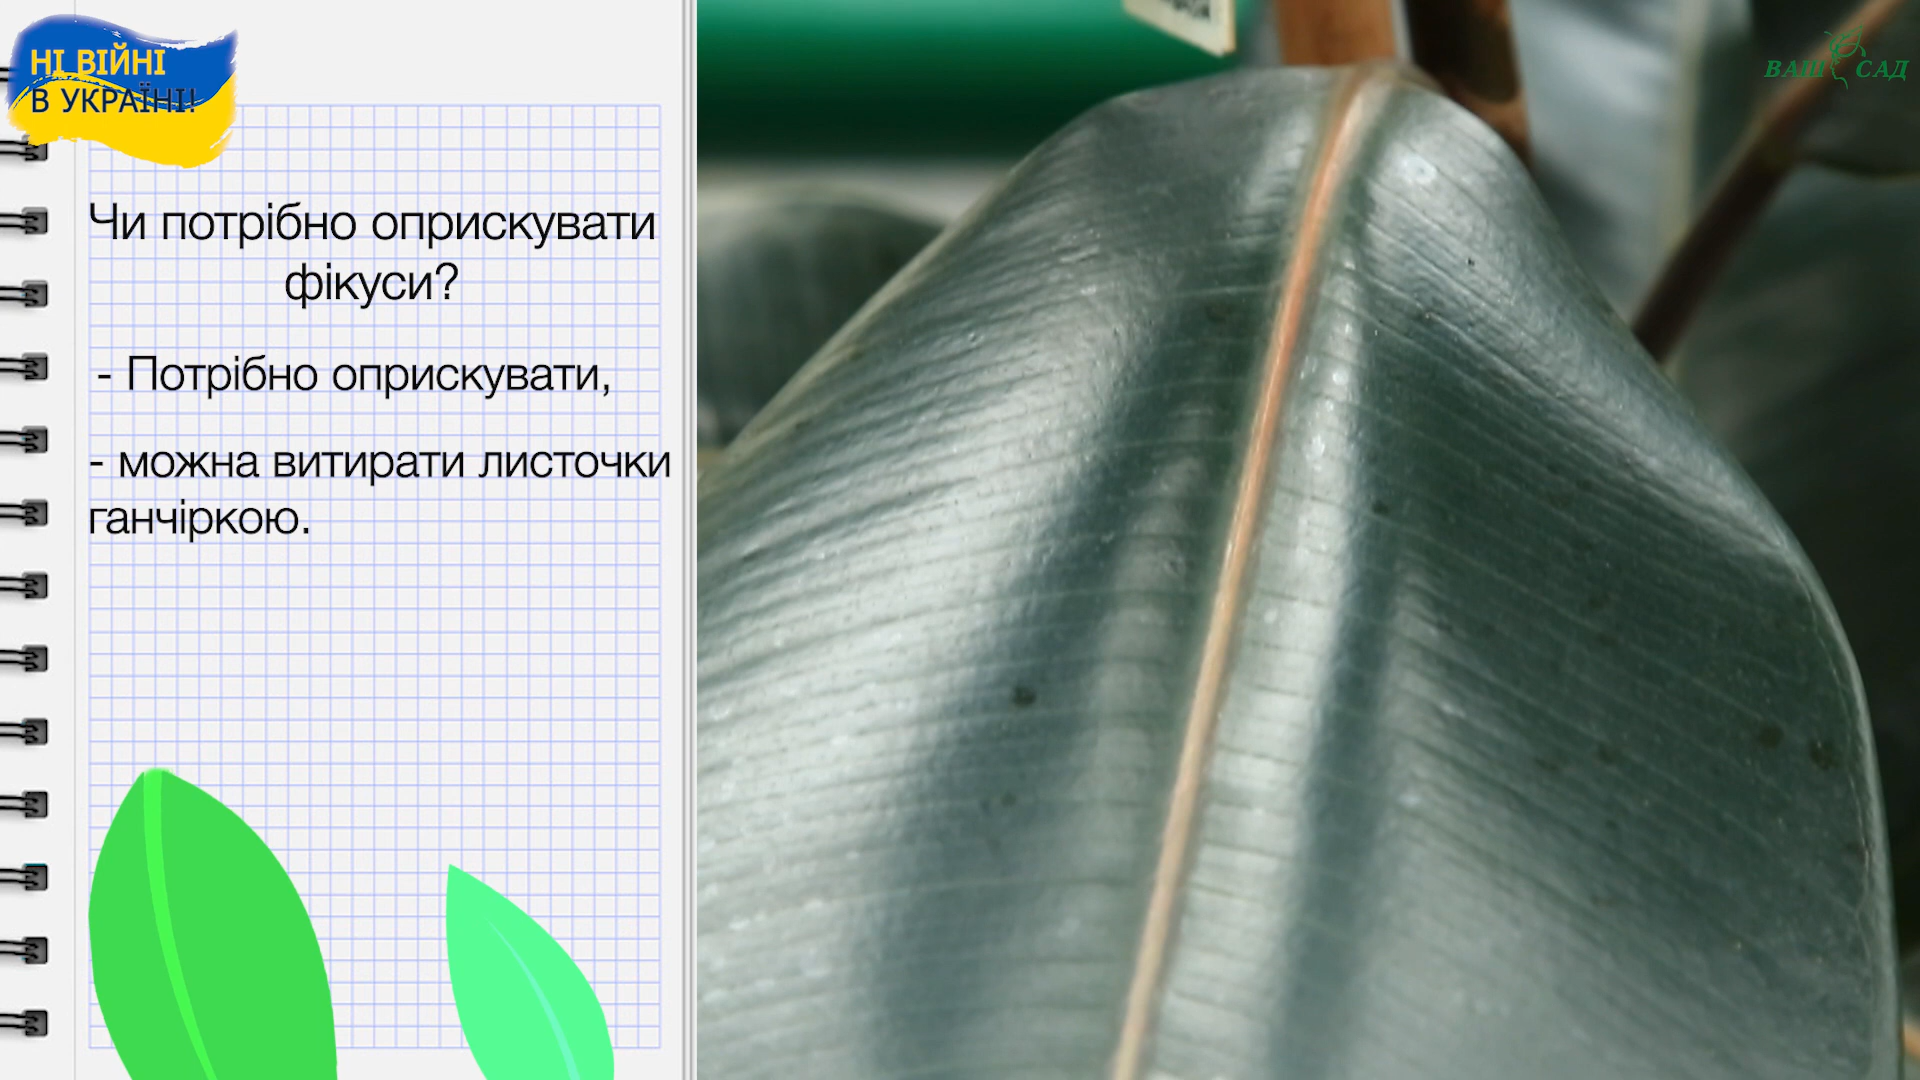 НІ ВІЙНІ
В УКРАЇНІ!
ВАШ САД
Чи потрібно оприскувати
фікуси?
- Потрібно оприскувати,
- можна витирати листочки
ганчіркою.